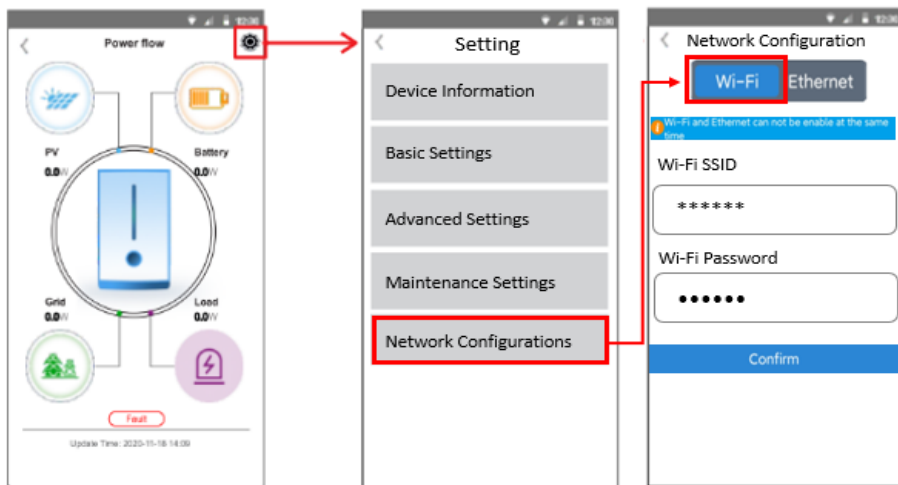 12:00
Power flow
PV
0.0W
Battery
0.0W
Grid
0.0W
Load
0.0W
Fault
Update Time: 2020-11-18 14:09
12:00
Setting
Device Information
Basic Settings
Advanced Settings
Maintenance Settings
Network Configurations
12:00
Network Configuration
Wi-Fi
Ethernet
Wi-Fi and Ethernet can not be enable at the same
time
Wi-Fi SSID
******
Wi-Fi Password
●●●●●●
Confirm